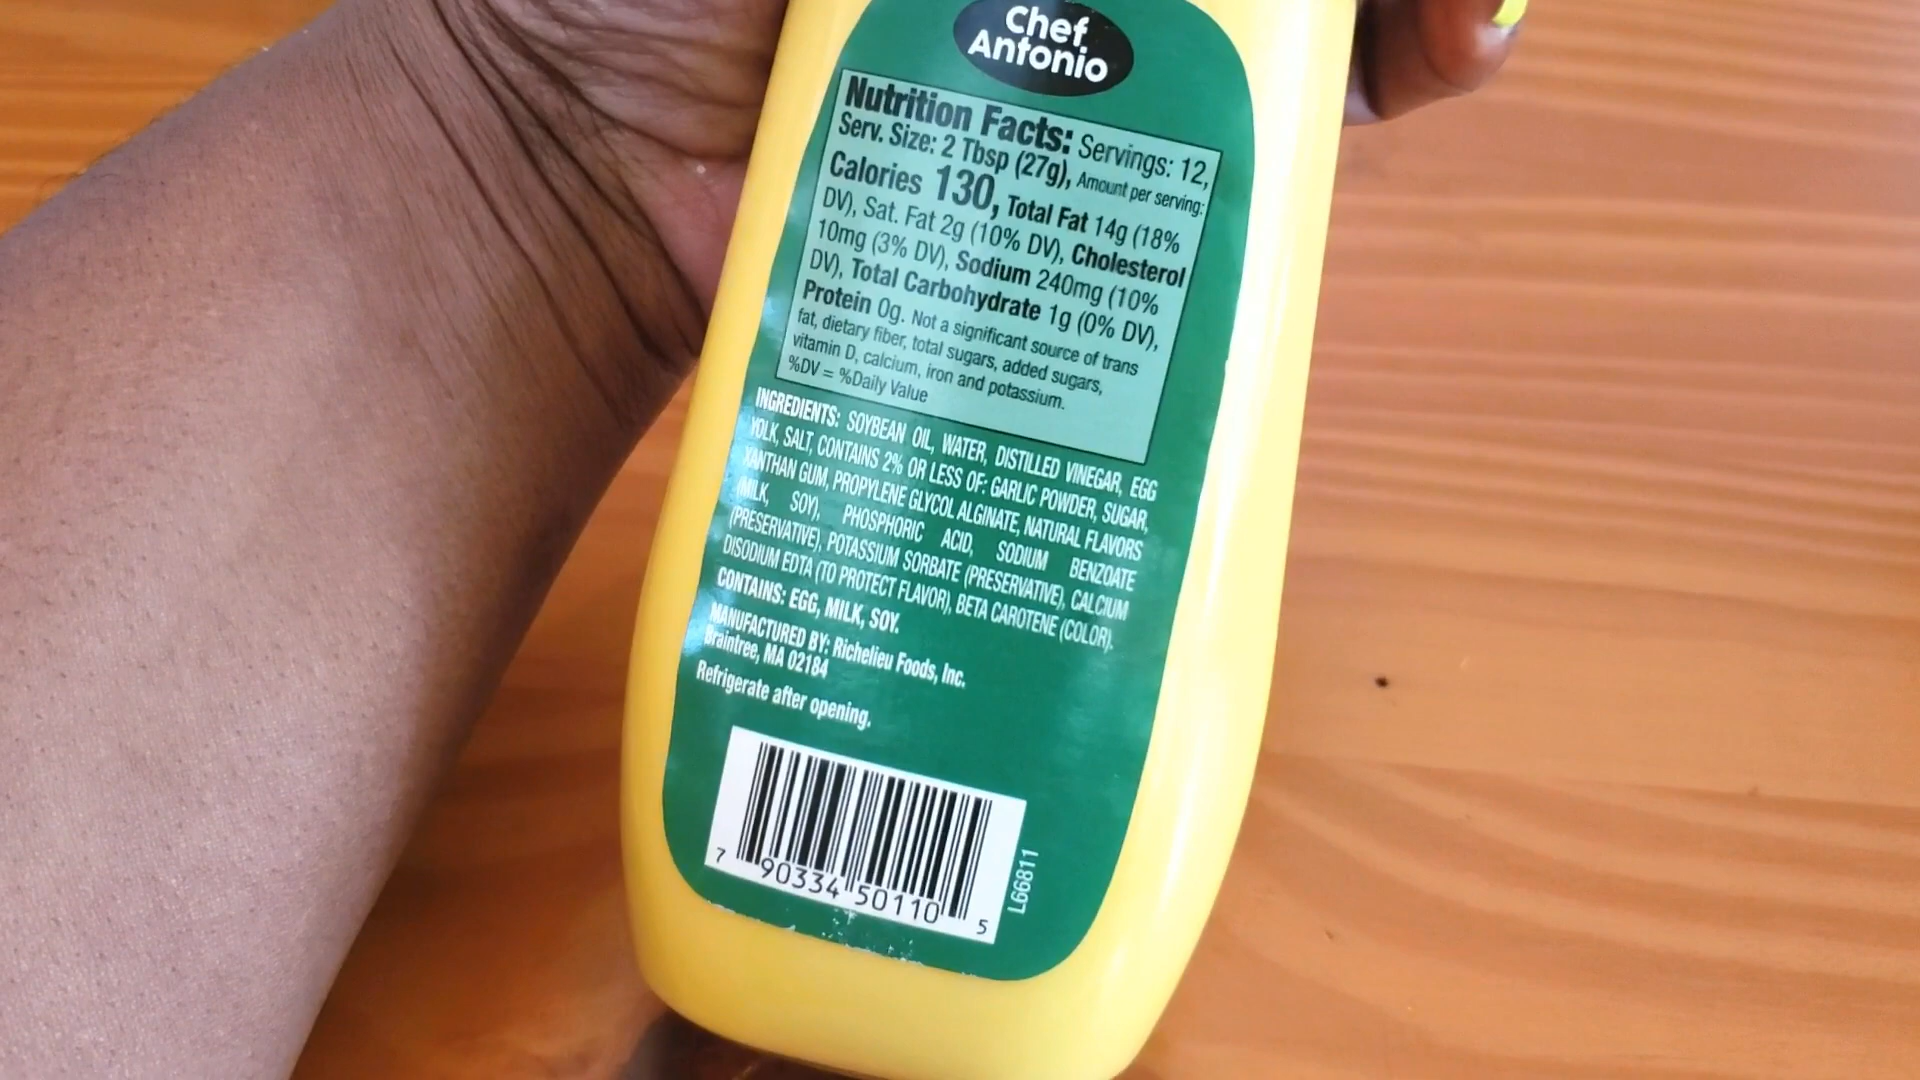 Chef
Antonio
Nutrition Facts: Servings: 12,
Serv. Size: 2 Tbsp (27g), Amount per serving:
Calories 130, Total Fat 14g (18%
DV), Sat. Fat 2g (10% DV), Cholesterol
10mg (3% DV), Sodium 240mg (10%
DV), Total Carbohydrate 1g (0% DV),
Protein 0g. Not a significant source of trans
fat, dietary fiber, total sugars, added sugars,
vitamin D, calcium, iron and potassium.
%DV = %Daily Value
INGREDIENTS: SOYBEAN OIL, WATER, DISTILLED VINEGAR, EGG
YOLK, SALT, CONTAINS 2% OR LESS OF: GARLIC POWDER, SUGAR,
XANTHAN GUM, PROPYLENE GLYCOL ALGINATE, NATURAL FLAVORS
(MILK, SOY), PHOSPHORIC ACID, SODIUM BENZOATE
(PRESERVATIVE), POTASSIUM SORBATE (PRESERVATIVE), CALCIUM
DISODIUM EDTA (TO PROTECT FLAVOR), BETA CAROTENE (COLOR).
CONTAINS: EGG, MILK, SOY.
MANUFACTURED BY: Richelieu Foods, Inc.
Braintree, MA 02184
Refrigerate after opening.
7 90334 50110 5
L66811